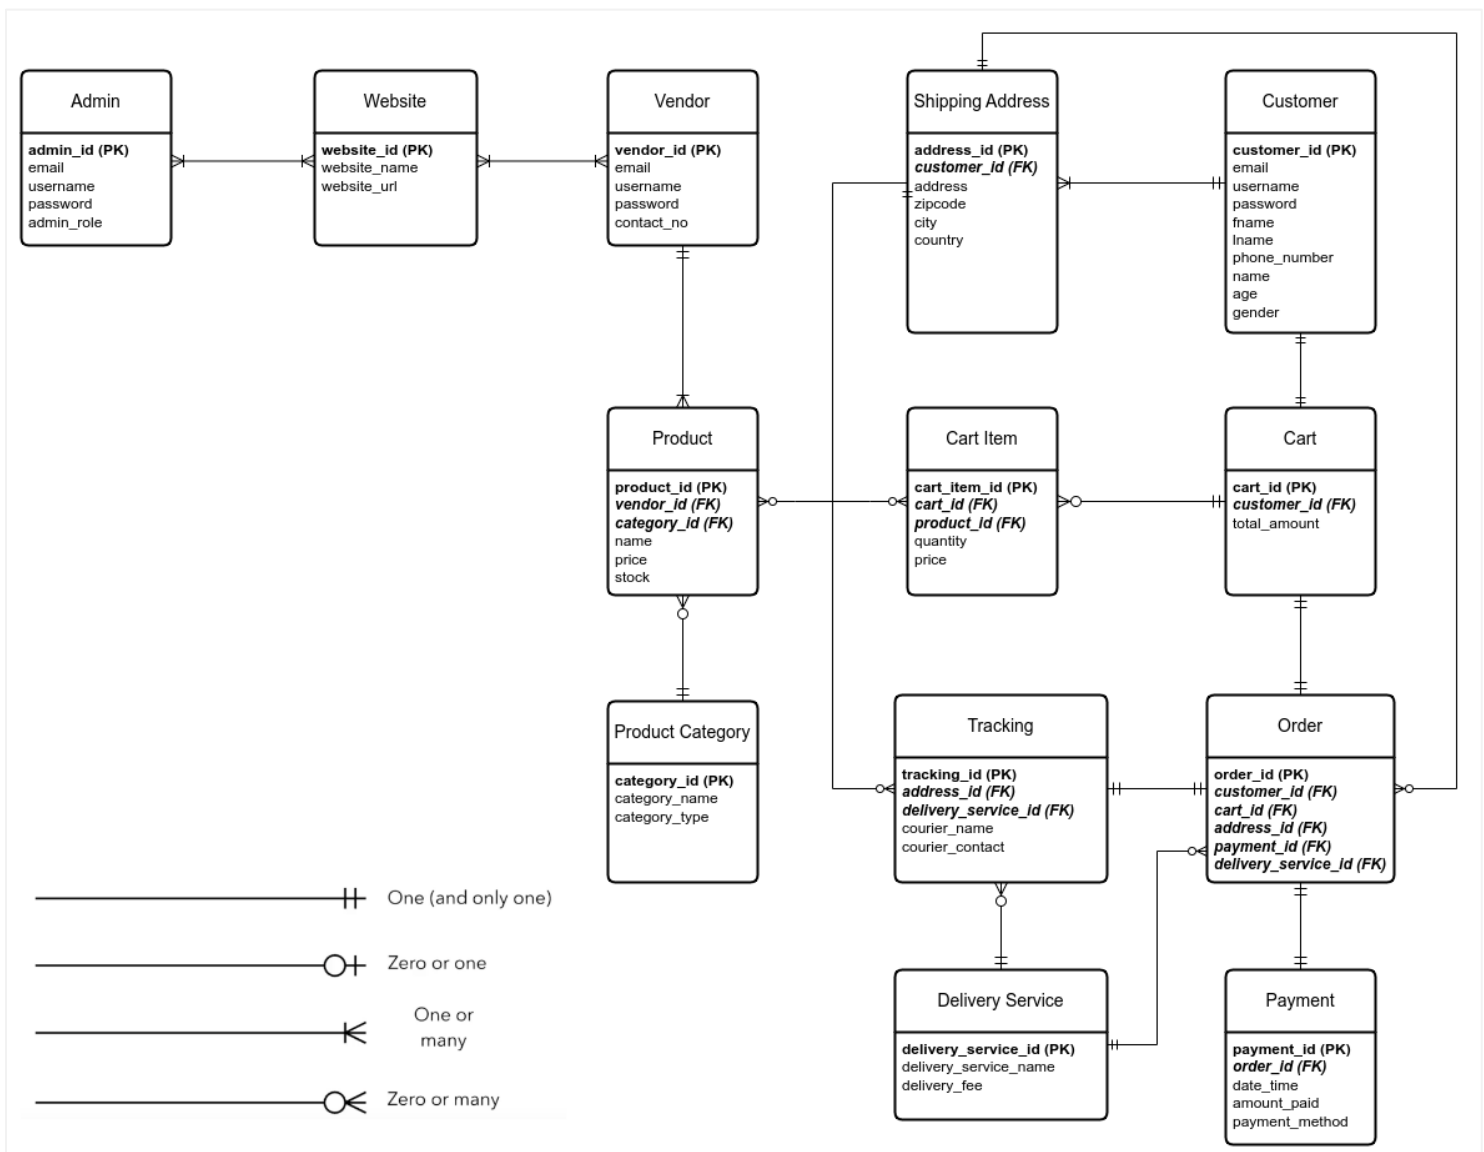 Admin
admin_id (PK)
email
username
password
admin_role
Website
website_id (PK)
website_name
website_url
Vendor
vendor_id (PK)
email
username
password
contact_no
Shipping Address
address_id (PK)
customer_id (FK)
address
zipcode
city
country
Customer
customer_id (PK)
email
username
password
fname
lname
phone_number
name
age
gender
Product
product_id (PK)
vendor_id (FK)
category_id (FK)
name
price
stock
Cart Item
cart_item_id (PK)
cart_id (FK)
product_id (FK)
quantity
price
Cart
cart_id (PK)
customer_id (FK)
total_amount
Product Category
category_id (PK)
category_name
category_type
Tracking
tracking_id (PK)
address_id (FK)
delivery_service_id (FK)
courier_name
courier_contact
Order
order_id (PK)
customer_id (FK)
cart_id (FK)
address_id (FK)
payment_id (FK)
delivery_service_id (FK)
Delivery Service
delivery_service_id (PK)
delivery_service_name
delivery_fee
Payment
payment_id (PK)
order_id (FK)
date_time
amount_paid
payment_method
One (and only one)
Zero or one
One or
many
Zero or many